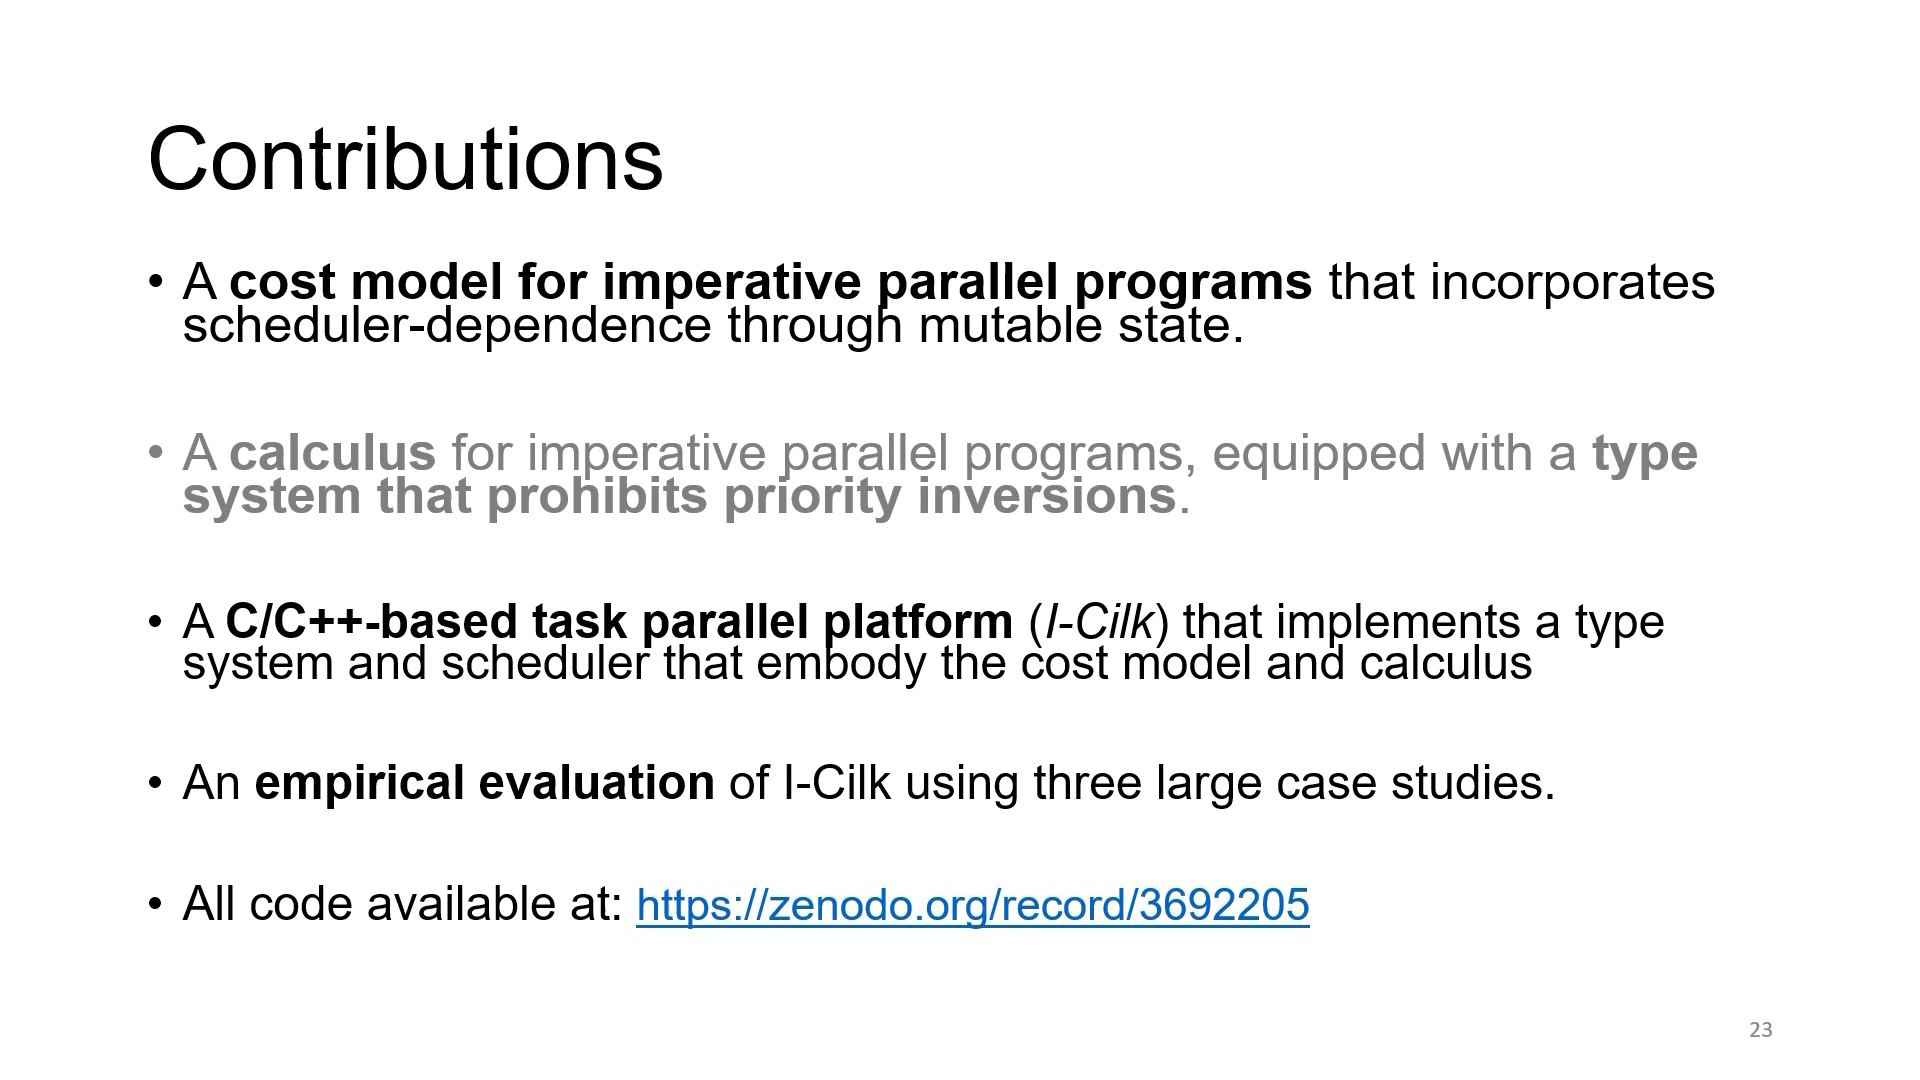 Contributions
• A cost model for imperative parallel programs that incorporates
scheduler-dependence through mutable state.
• A calculus for imperative parallel programs, equipped with a type
system that prohibits priority inversions.
• A C/C++-based task parallel platform (I-Cilk) that implements a type
system and scheduler that embody the cost model and calculus
• An empirical evaluation of I-Cilk using three large case studies.
• All code available at: https://zenodo.org/record/3692205
23